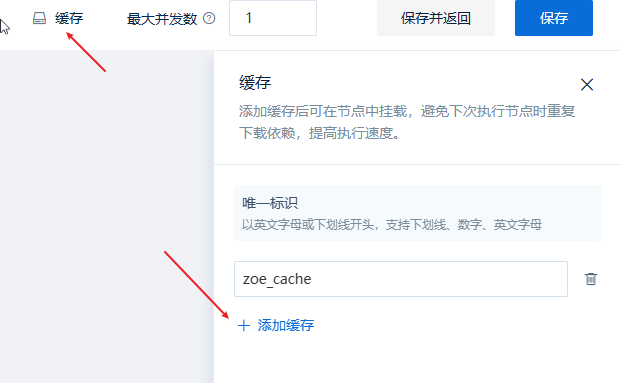 缓存 最大并发数 1 保存并返回 保存
缓存
添加缓存后可在节点中挂载，避免下次执行节点时重复
下载依赖，提高执行速度。
唯一标识
以英文字母或下划线开头，支持下划线、数字、英文字母
zoe_cache
添加缓存